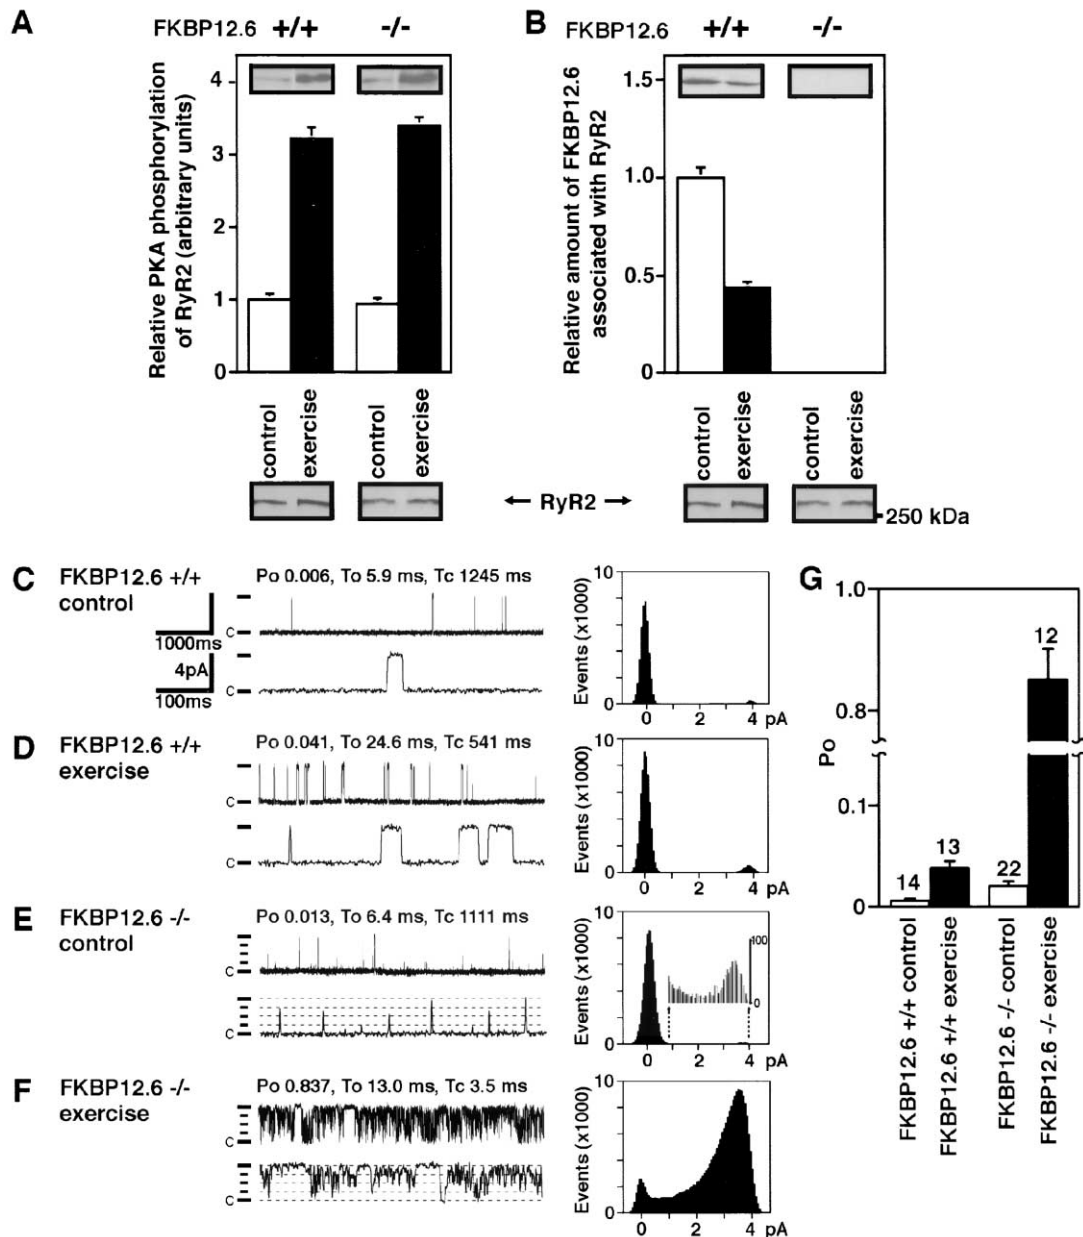 A
FKBP12.6 +/+ -/-
Relative PKA phosphorylation
of RyR2 (arbitrary units)
4
3
2
1
0
control
exercise
control
exercise
B
FKBP12.6 +/+ -/-
Relative amount of FKBP12.6
associated with RyR2
1.5
1.0
0.5
0
control
exercise
control
exercise
← RyR2 →
250 kDa
C
FKBP12.6 +/+
control
Po 0.006, To 5.9 ms, Tc 1245 ms
1000ms
4pA
100ms
c
c
Events (x1000)
10
0
0 2 4 pA
D
FKBP12.6 +/+
exercise
Po 0.041, To 24.6 ms, Tc 541 ms
c
c
Events (x1000)
10
0
0 2 4 pA
E
FKBP12.6 -/-
control
Po 0.013, To 6.4 ms, Tc 1111 ms
c
c
Events (x1000)
10
0
100
0
0 2 4 pA
F
FKBP12.6 -/-
exercise
Po 0.837, To 13.0 ms, Tc 3.5 ms
c
c
Events (x1000)
10
0
0 2 4 pA
G
Po
1.0
0.8
0.1
0
14
13
22
12
FKBP12.6 +/+ control
FKBP12.6 +/+ exercise
FKBP12.6 -/- control
FKBP12.6 -/- exercise